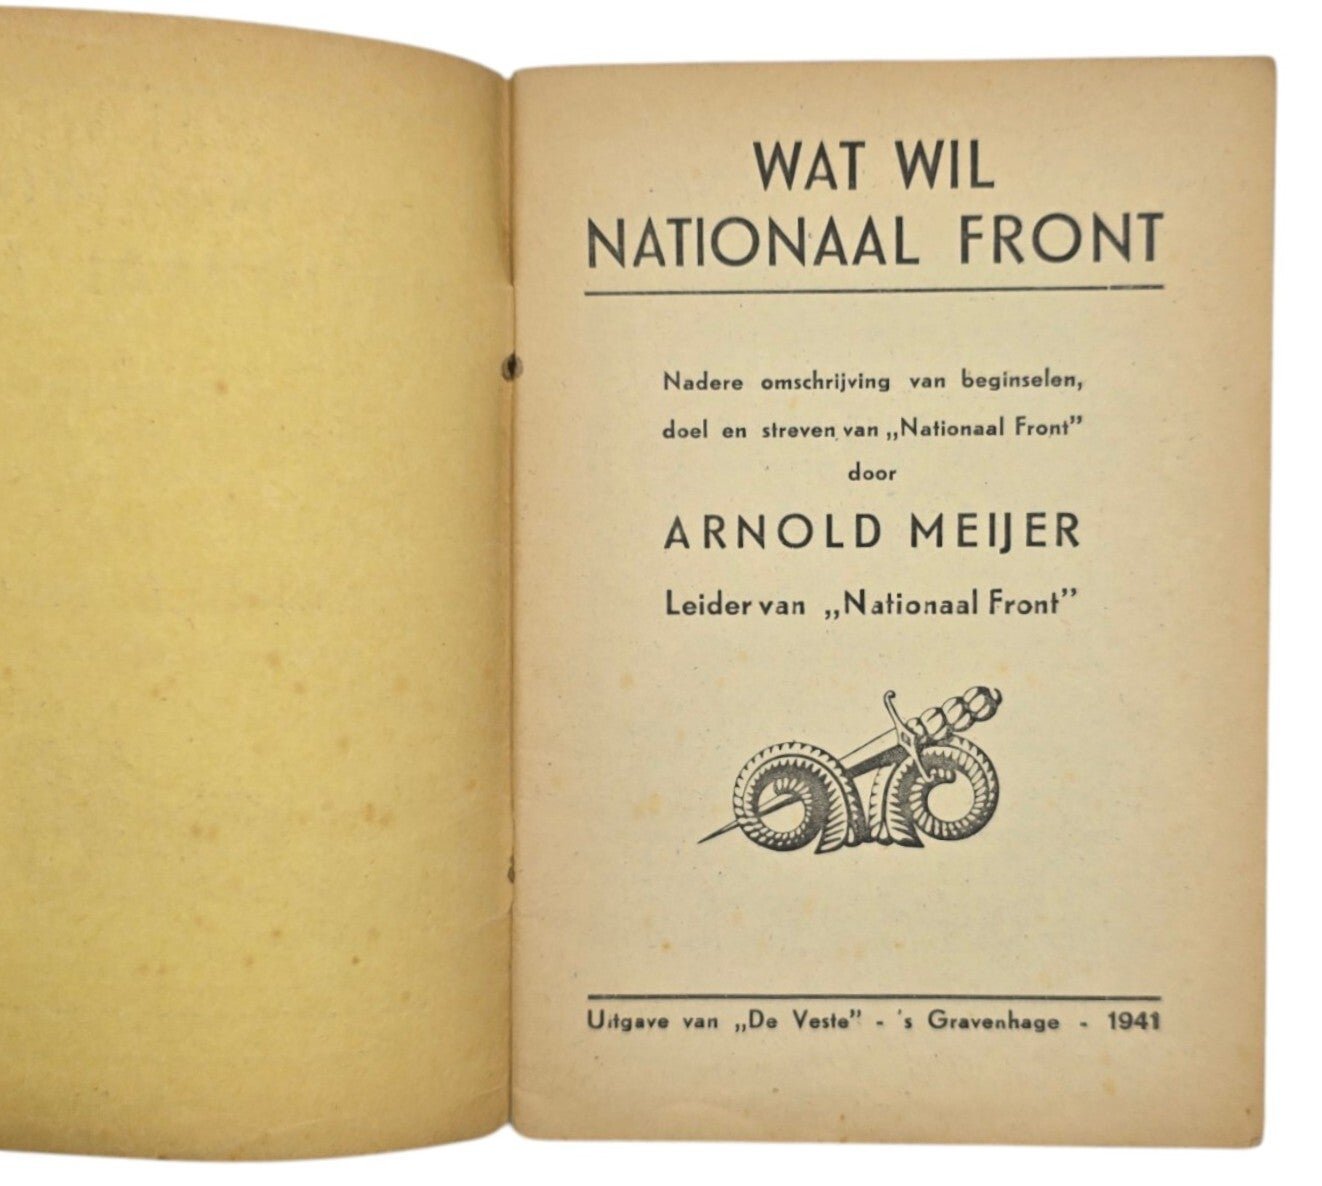 WAT WIL
NATIONAAL FRONT
Nadere omschrijving van beginselen,
doel en streven van „Nationaal Front”
door
ARNOLD MEIJER
Leider van „Nationaal Front”
Uitgave van „De Veste” - 's Gravenhage - 1941